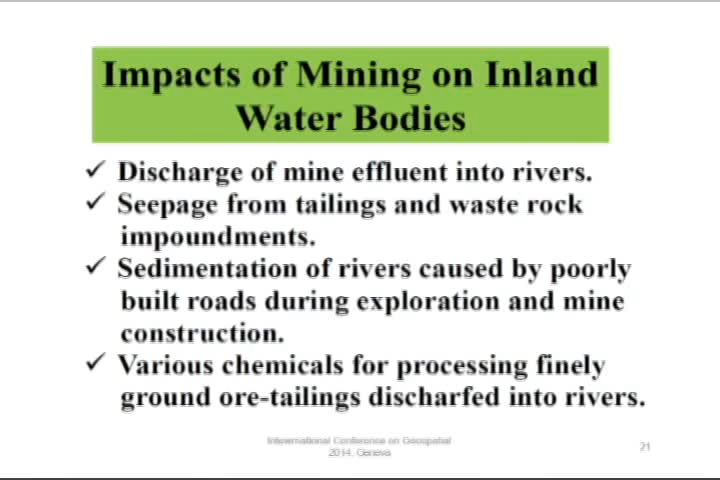 Impacts of Mining on Inland
Water Bodies
✓ Discharge of mine effluent into rivers.
✓ Seepage from tailings and waste rock
impoundments.
✓ Sedimentation of rivers caused by poorly
built roads during exploration and mine
construction.
✓ Various chemicals for processing finely
ground ore-tailings discharfed into rivers.
International Conference on Geospatial
2014, Geneva
21